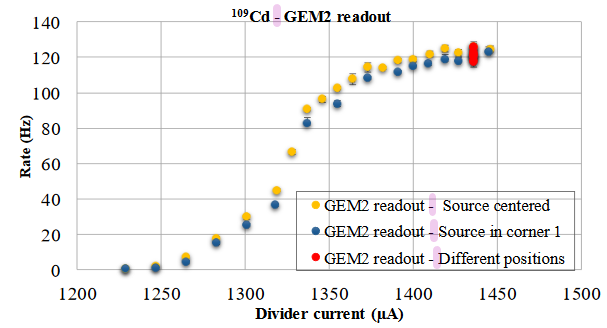 ¹⁰⁹Cd - GEM2 readout
140
120
100
80
60
40
20
0
Rate (Hz)
1200 1250 1300 1350 1400 1450 1500
Divider current (µA)
GEM2 readout - Source centered
GEM2 readout - Source in corner 1
GEM2 readout - Different positions